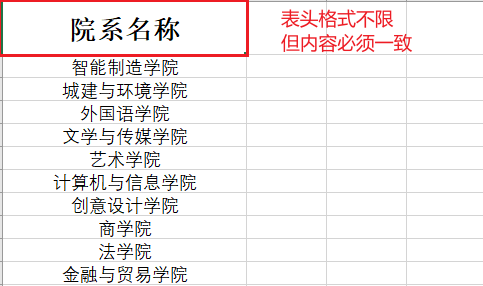 院系名称
表头格式不限
但内容必须一致
智能制造学院
城建与环境学院
外国语学院
文学与传媒学院
艺术学院
计算机与信息学院
创意设计学院
商学院
法学院
金融与贸易学院